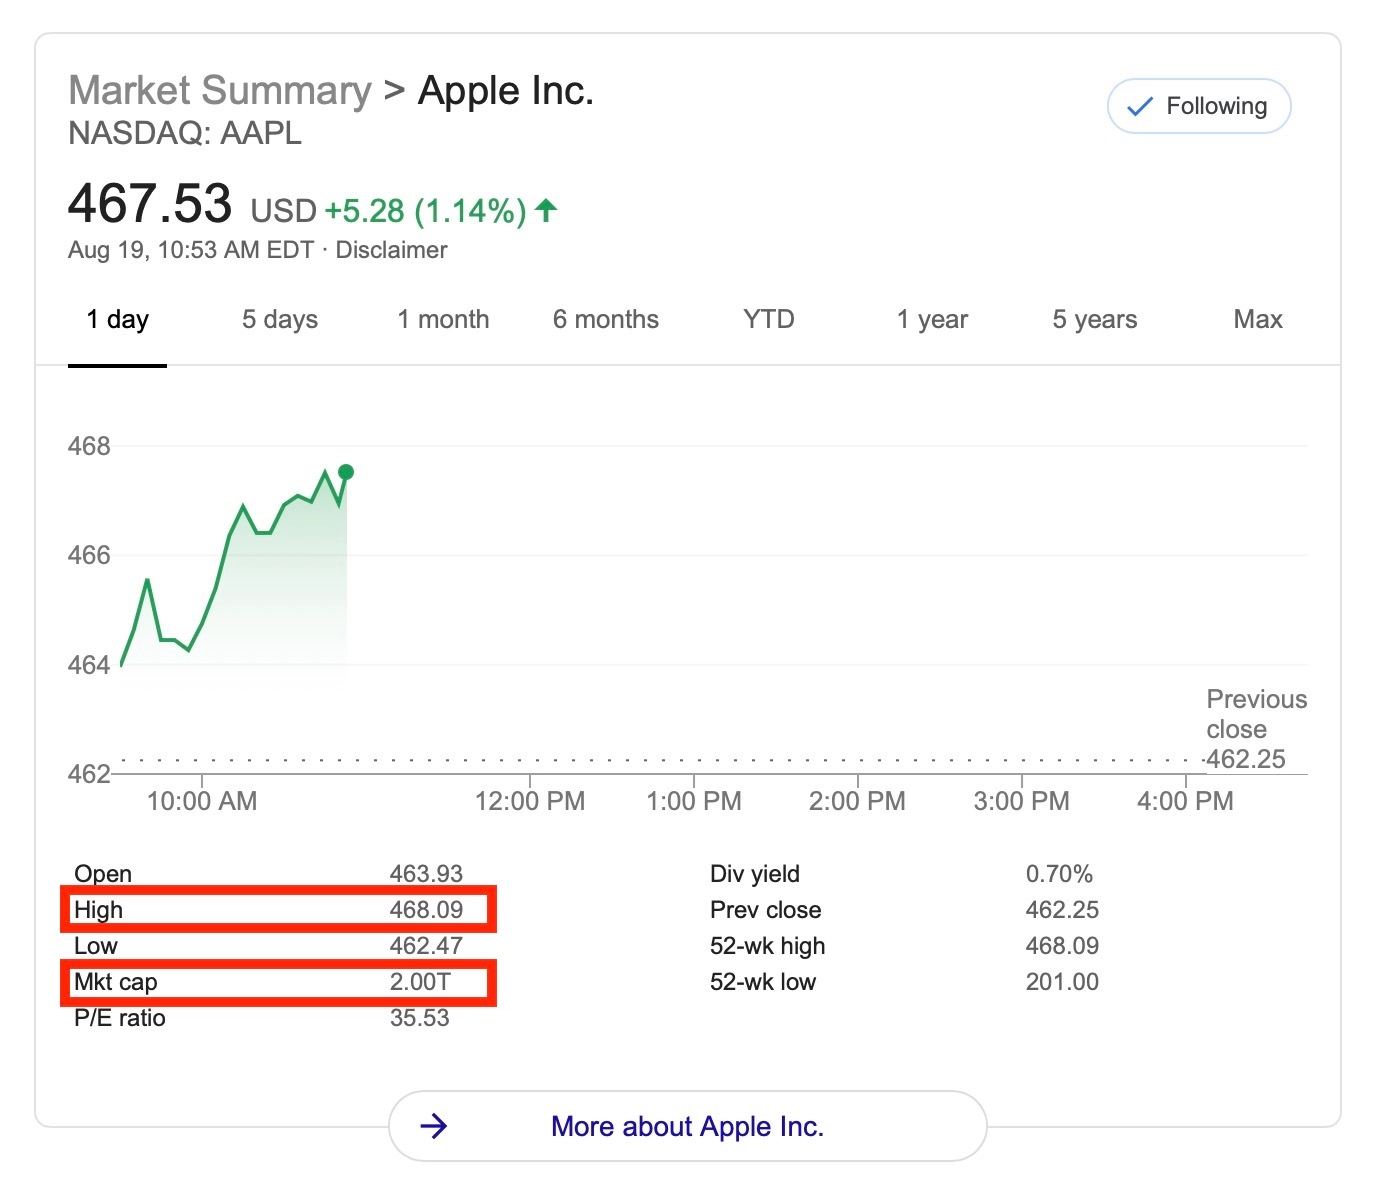 Market Summary > Apple Inc.
NASDAQ: AAPL
Following
467.53 USD +5.28 (1.14%)
Aug 19, 10:53 AM EDT · Disclaimer
1 day 5 days 1 month 6 months YTD 1 year 5 years Max
468
466
464
462
Previous
close
462.25
10:00 AM 12:00 PM 1:00 PM 2:00 PM 3:00 PM 4:00 PM
Open 463.93 Div yield 0.70%
High 468.09 Prev close 462.25
Low 462.47 52-wk high 468.09
Mkt cap 2.00T 52-wk low 201.00
P/E ratio 35.53
More about Apple Inc.